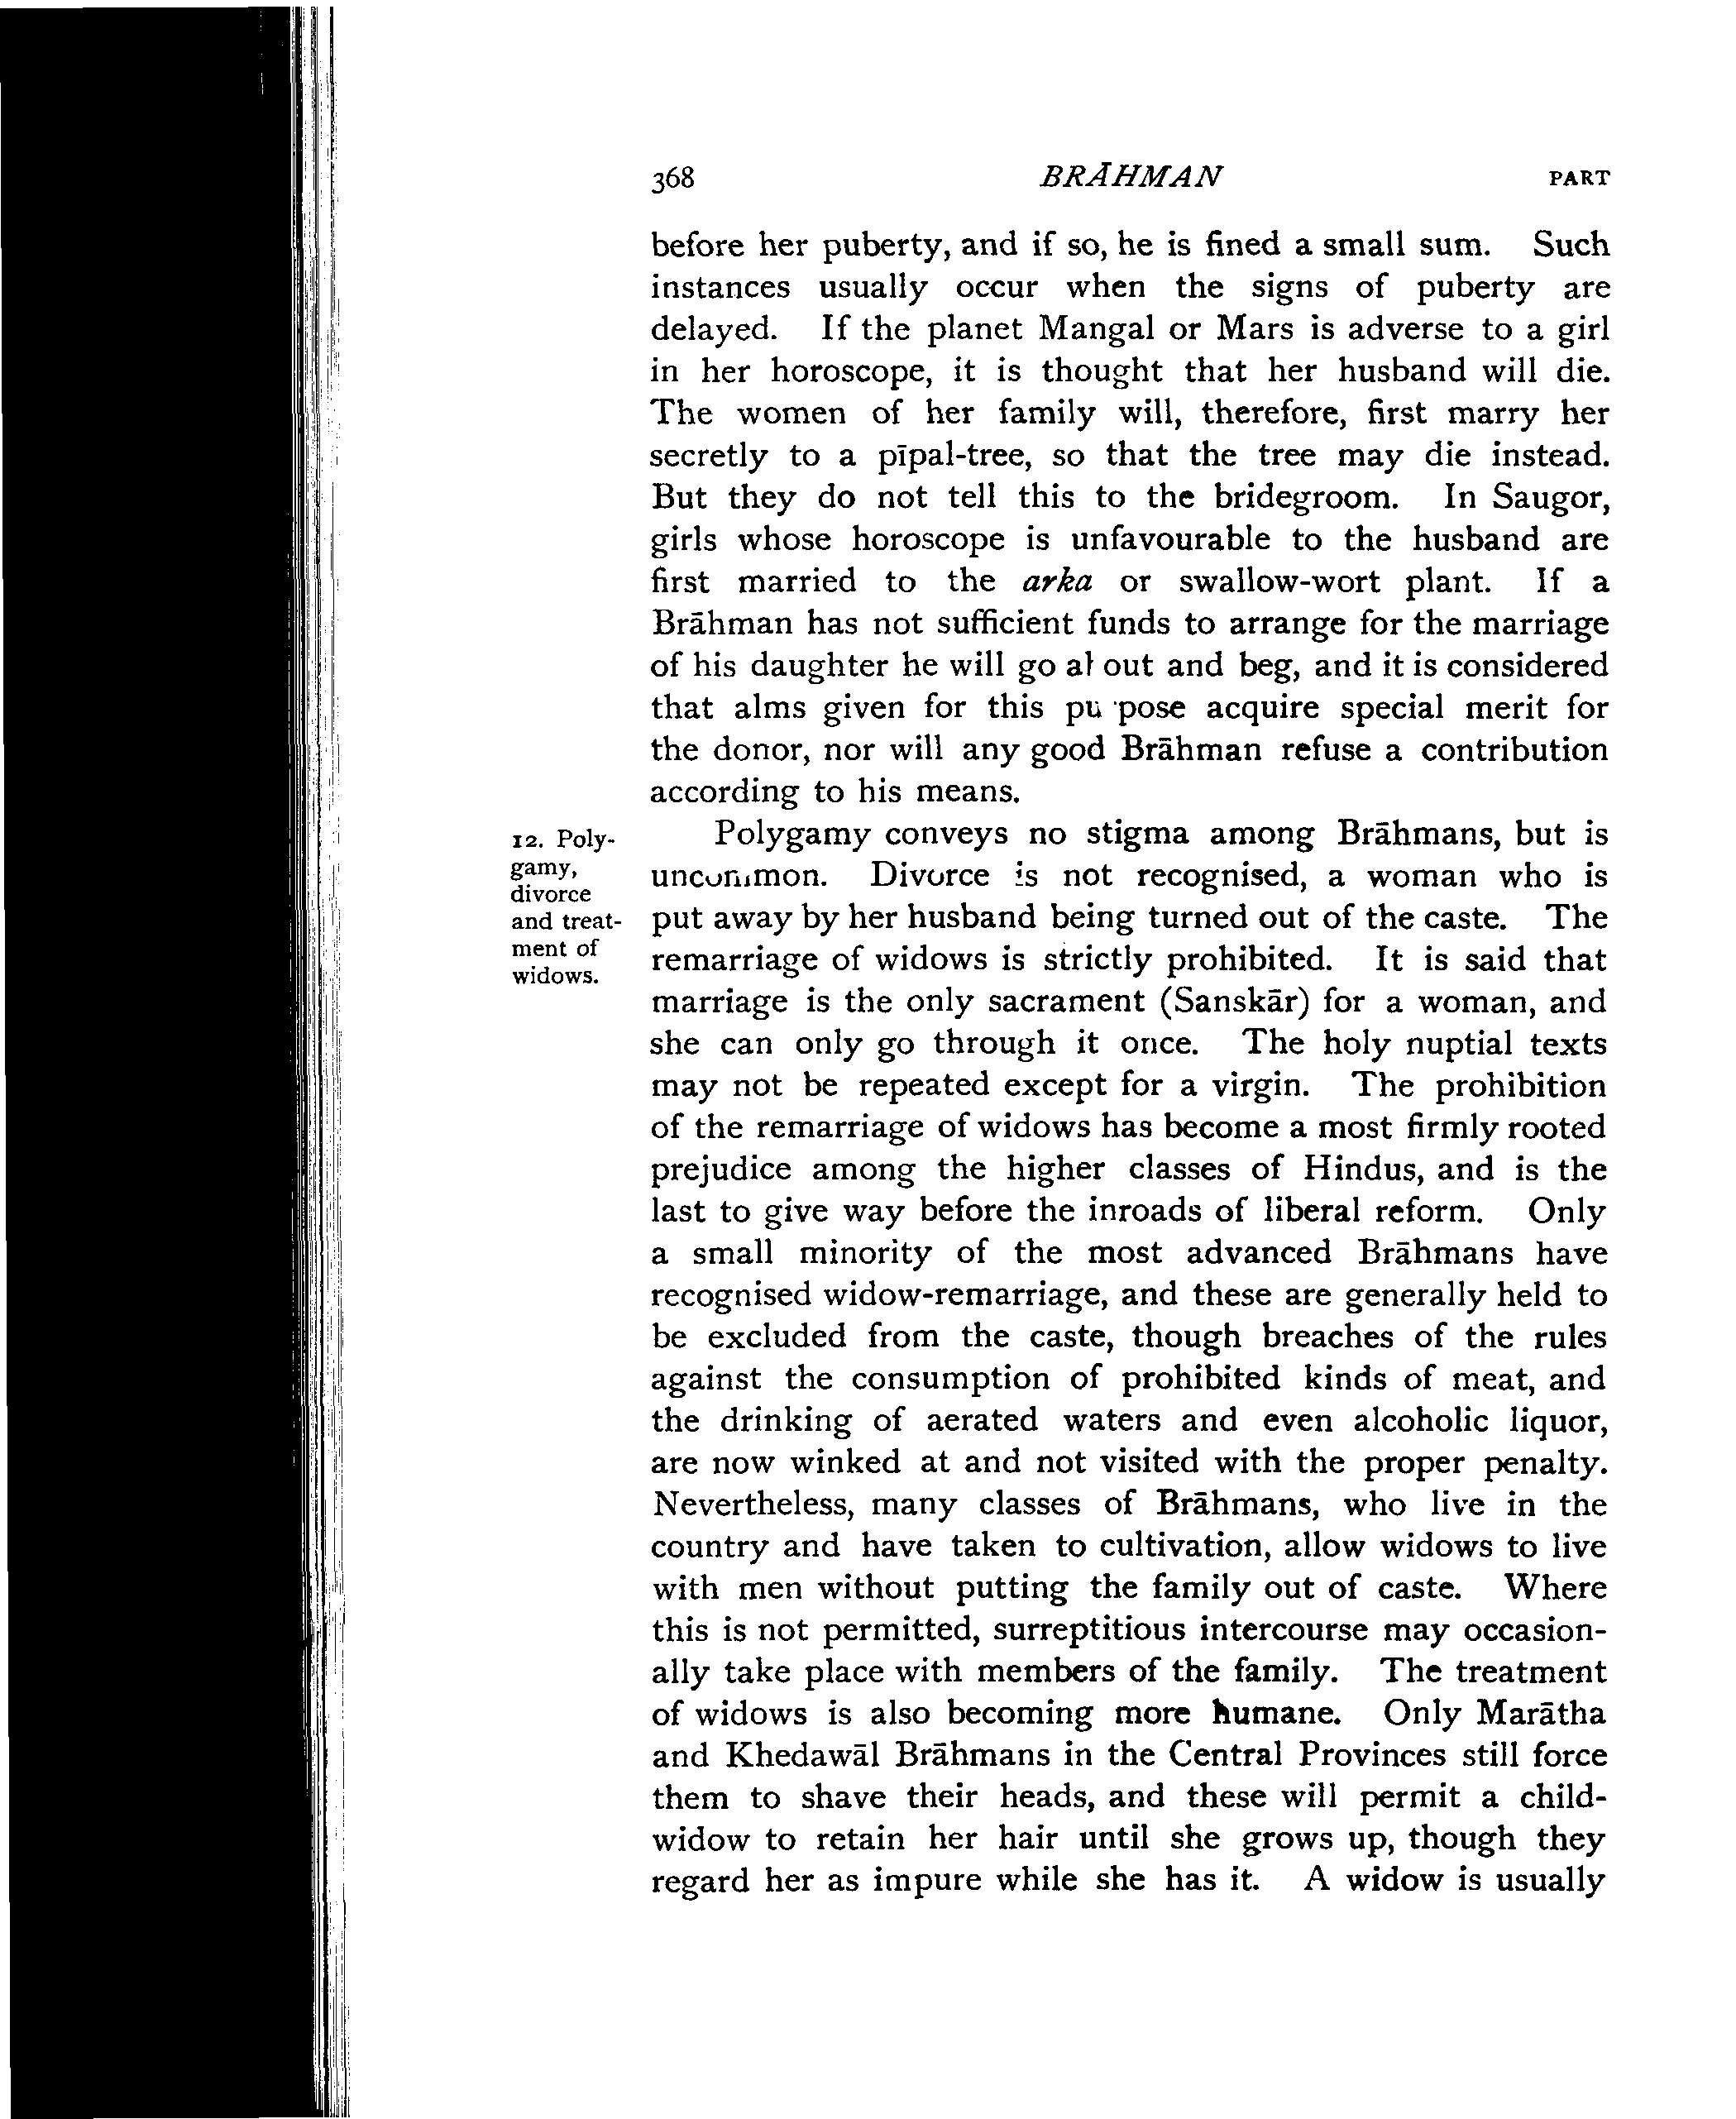 368 BRĀHMAN PART
before her puberty, and if so, he is fined a small sum. Such
instances usually occur when the signs of puberty are
delayed. If the planet Mangal or Mars is adverse to a girl
in her horoscope, it is thought that her husband will die.
The women of her family will, therefore, first marry her
secretly to a pīpal-tree, so that the tree may die instead.
But they do not tell this to the bridegroom. In Saugor,
girls whose horoscope is unfavourable to the husband are
first married to the arka or swallow-wort plant. If a
Brāhman has not sufficient funds to arrange for the marriage
of his daughter he will go about and beg, and it is considered
that alms given for this purpose acquire special merit for
the donor, nor will any good Brāhman refuse a contribution
according to his means.
12. Poly-
gamy,
divorce
and treat-
ment of
widows.
Polygamy conveys no stigma among Brāhmans, but is
uncommon. Divorce is not recognised, a woman who is
put away by her husband being turned out of the caste. The
remarriage of widows is strictly prohibited. It is said that
marriage is the only sacrament (Sanskār) for a woman, and
she can only go through it once. The holy nuptial texts
may not be repeated except for a virgin. The prohibition
of the remarriage of widows has become a most firmly rooted
prejudice among the higher classes of Hindus, and is the
last to give way before the inroads of liberal reform. Only
a small minority of the most advanced Brāhmans have
recognised widow-remarriage, and these are generally held to
be excluded from the caste, though breaches of the rules
against the consumption of prohibited kinds of meat, and
the drinking of aerated waters and even alcoholic liquor,
are now winked at and not visited with the proper penalty.
Nevertheless, many classes of Brāhmans, who live in the
country and have taken to cultivation, allow widows to live
with men without putting the family out of caste. Where
this is not permitted, surreptitious intercourse may occasion-
ally take place with members of the family. The treatment
of widows is also becoming more humane. Only Marātha
and Khedawāl Brāhmans in the Central Provinces still force
them to shave their heads, and these will permit a child-
widow to retain her hair until she grows up, though they
regard her as impure while she has it. A widow is usually